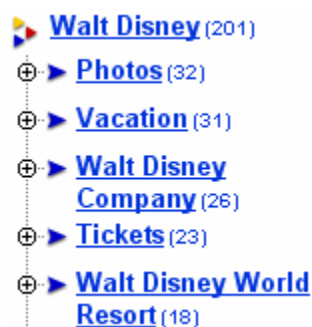 Walt Disney (201)
Photos (32)
Vacation (31)
Walt Disney
Company (26)
Tickets (23)
Walt Disney World
Resort (18)